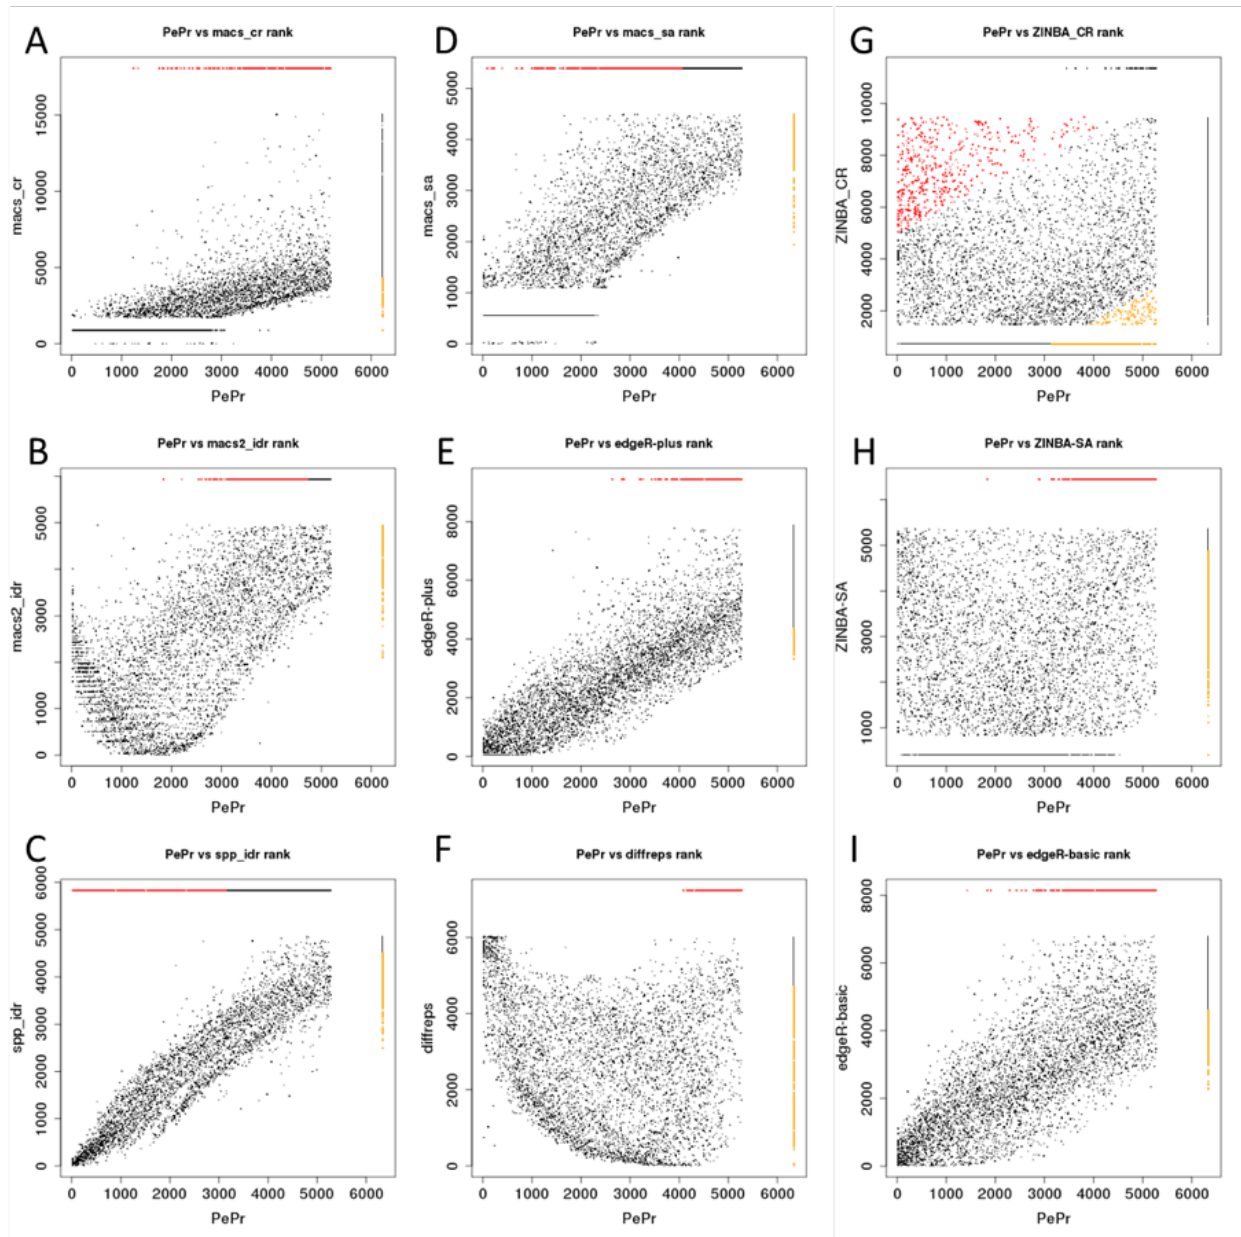 A
PePr vs macs_cr rank
macs_cr
0
5000
10000
15000
0 1000 2000 3000 4000 5000 6000
PePr
D
PePr vs macs_sa rank
macs_sa
0
1000
2000
3000
4000
5000
0 1000 2000 3000 4000 5000 6000
PePr
G
PePr vs ZINBA_CR rank
ZINBA_CR
2000
4000
6000
8000
10000
0 1000 2000 3000 4000 5000 6000
PePr
B
PePr vs macs2_idr rank
macs2_idr
0
1000
3000
5000
0 1000 2000 3000 4000 5000 6000
PePr
E
PePr vs edgeR-plus rank
edgeR-plus
0
2000
4000
6000
8000
0 1000 2000 3000 4000 5000 6000
PePr
H
PePr vs ZINBA-SA rank
ZINBA-SA
1000
3000
5000
0 1000 2000 3000 4000 5000 6000
PePr
C
PePr vs spp_idr rank
spp_idr
0
1000
2000
3000
4000
5000
6000
0 1000 2000 3000 4000 5000 6000
PePr
F
PePr vs diffreps rank
diffreps
0
2000
4000
6000
0 1000 2000 3000 4000 5000 6000
PePr
I
PePr vs edgeR-basic rank
edgeR-basic
0
2000
4000
6000
8000
0 1000 2000 3000 4000 5000 6000
PePr